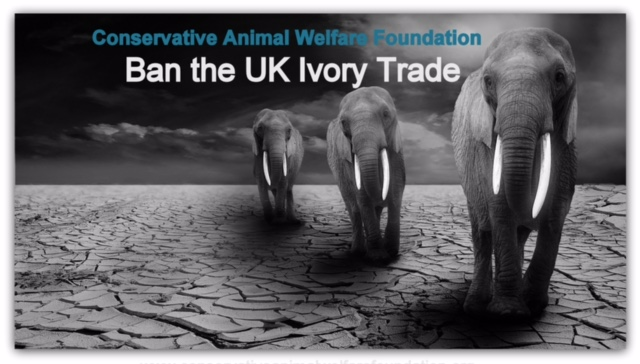 Conservative Animal Welfare Foundation
Ban the UK Ivory Trade